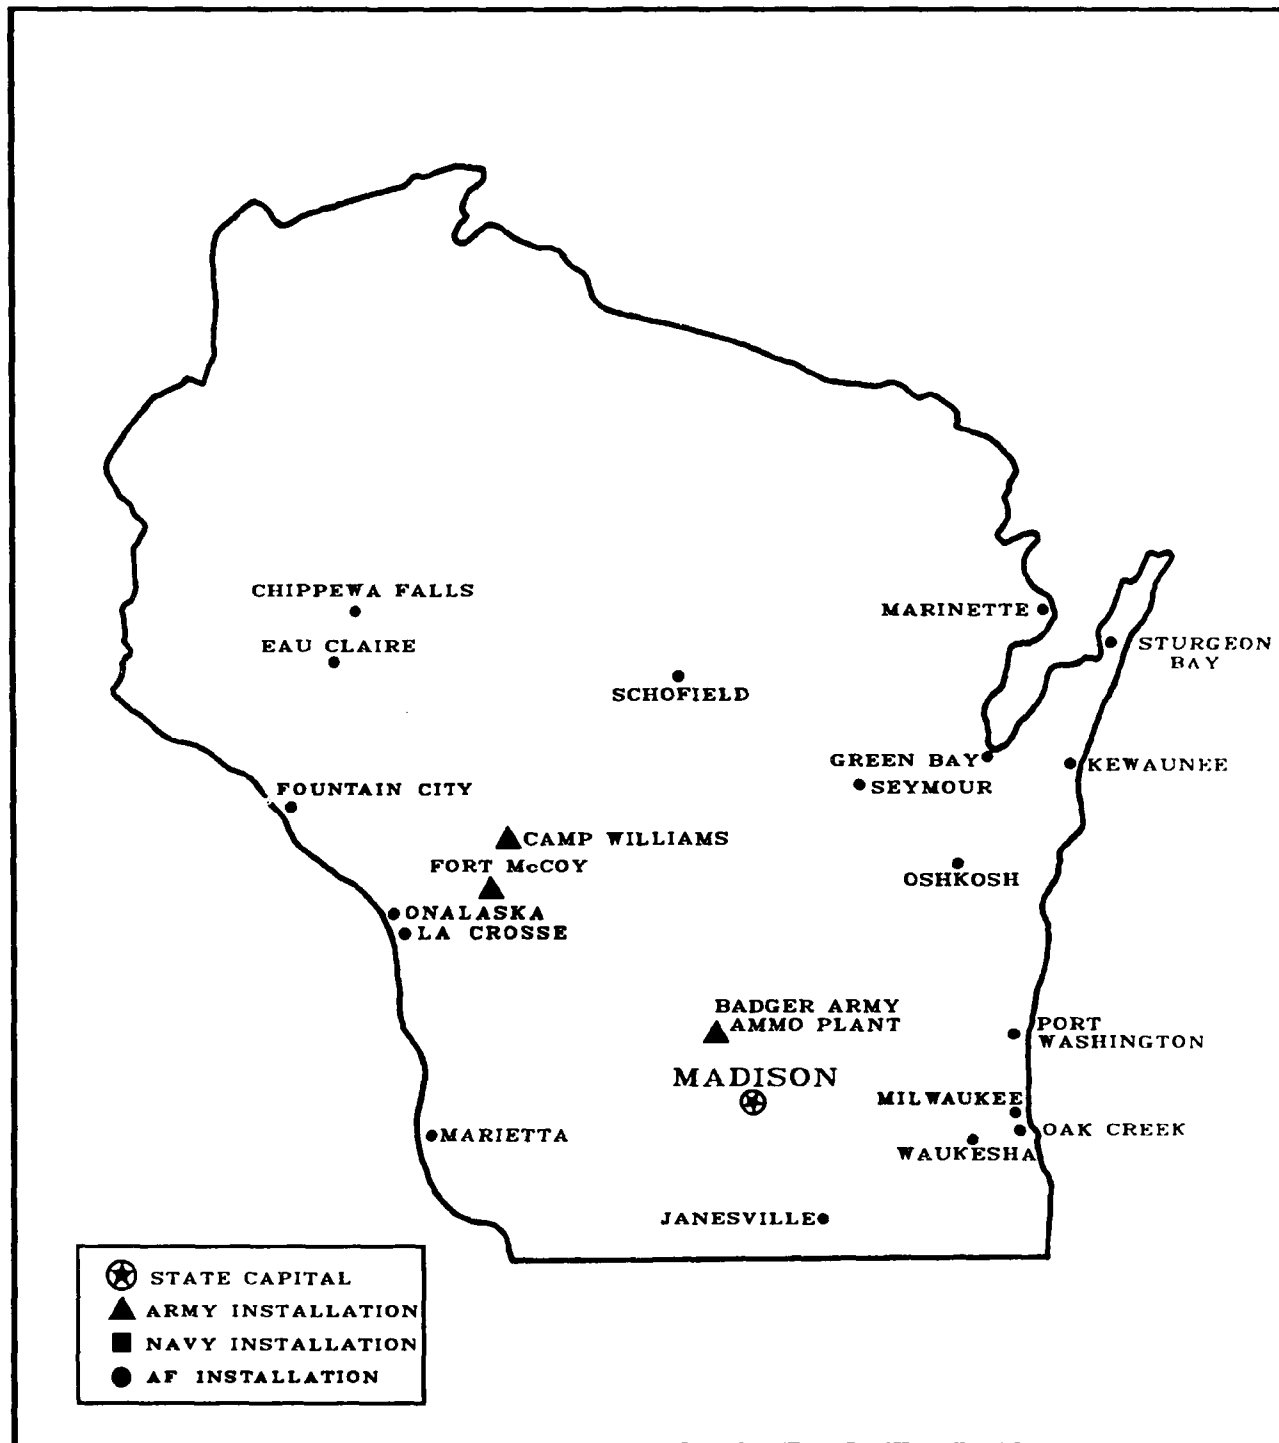 CHIPPEWA FALLS
EAU CLAIRE
MARINETTE
STURGEON
BAY
SCHOFIELD
GREEN BAY
KEWAUNEE
SEYMOUR
FOUNTAIN CITY
CAMP WILLIAMS
FORT McCOY
OSHKOSH
ONALASKA
LA CROSSE
BADGER ARMY
AMMO PLANT
PORT
WASHINGTON
MADISON
MILWAUKEE
OAK CREEK
MARIETTA
WAUKESHA
JANESVILLE
STATE CAPITAL
ARMY INSTALLATION
NAVY INSTALLATION
AF INSTALLATION